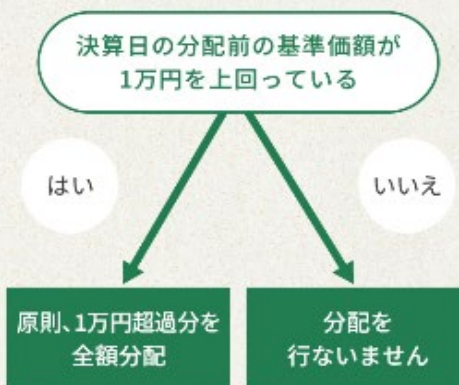 決算日の分配前の基準価額が
1万円を上回っている
はい
いいえ
原則、1万円超過分を
全額分配
分配を
行ないません